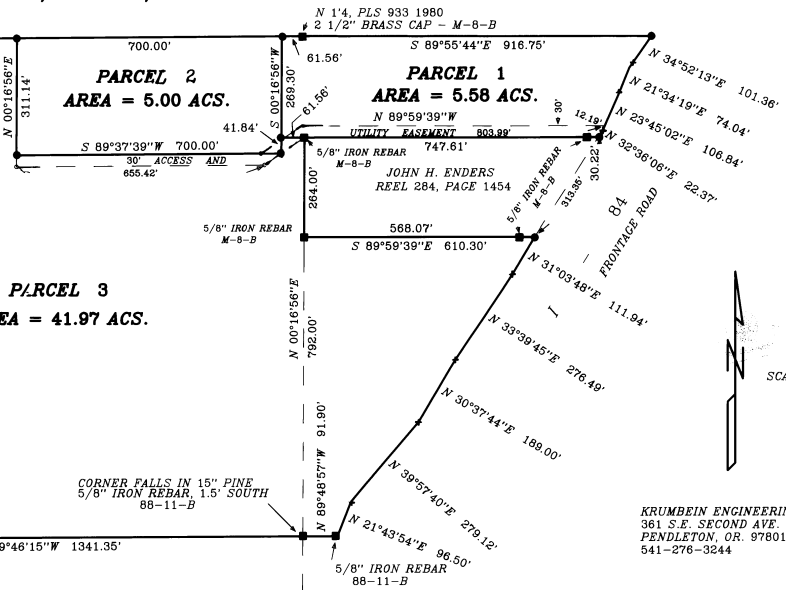 N 1'4, PLS 933 1980
2 1/2" BRASS CAP - M-8-B
700.00'
61.56'
S 89°55'44"E 916.75'
N 34°52'13"E 101.36'
N 00°16'56"E
311.14'
PARCEL 2
AREA = 5.00 ACS.
S 00°16'56"W
269.30'
61.56'
PARCEL 1
AREA = 5.58 ACS.
N 21°34'19"E 74.04'
N 89°59'39"W
30'
12.19'
N 23°45'02"E 106.84'
41.84'
UTILITY EASEMENT 803.99'
N 32°36'06"E 22.37'
S 89°37'39"W 700.00'
747.61'
30' ACCESS AND
655.42'
5/8" IRON REBAR
M-8-B
JOHN H. ENDERS
REEL 284, PAGE 1454
5/8" IRON REBAR
M-8-B
30.22'
313.35'
264.00'
I 84
FRONTAGE ROAD
5/8" IRON REBAR
M-8-B
568.07'
S 89°59'39"E 610.30'
N 31°03'48"E 111.94'
PARCEL 3
EA = 41.97 ACS.
N 00°16'56"E
792.00'
N 33°39'45"E 276.49'
N 30°37'44"E 189.00'
SCA
N 89°48'57"W 91.90'
N 39°57'40"E 279.12'
CORNER FALLS IN 15" PINE
5/8" IRON REBAR, 1.5' SOUTH
88-11-B
N 21°43'54"E 96.50'
9°46'15"W 1341.35'
5/8" IRON REBAR
88-11-B
N
KRUMBEIN ENGINEERIN
361 S.E. SECOND AVE.
PENDLETON, OR. 97801
541-276-3244